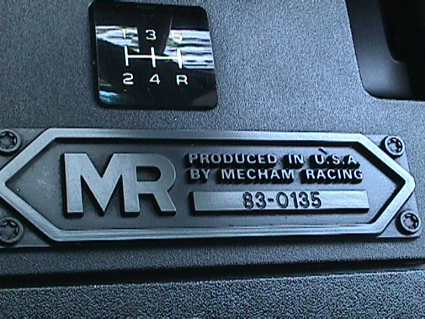 1 3 5
2 4 R
MR
PRODUCED IN U.S.A.
BY MECHAM RACING
83-0135